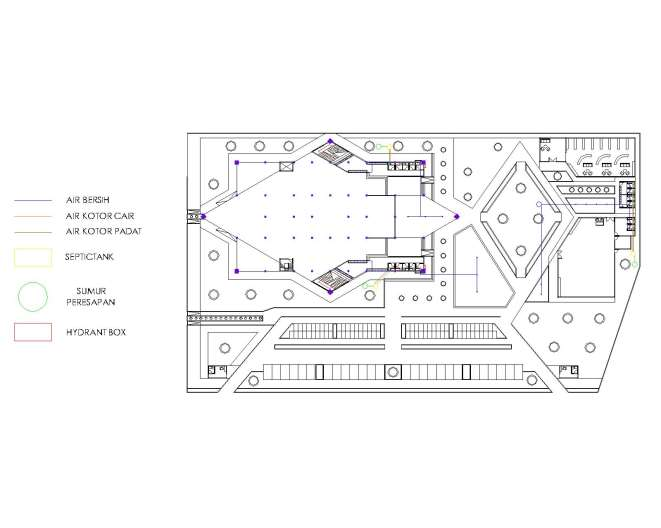 AIR BERSIH
AIR KOTOR CAIR
AIR KOTOR PADAT
SEPTICTANK
SUMUR
PERESAPAN
HYDRANT BOX